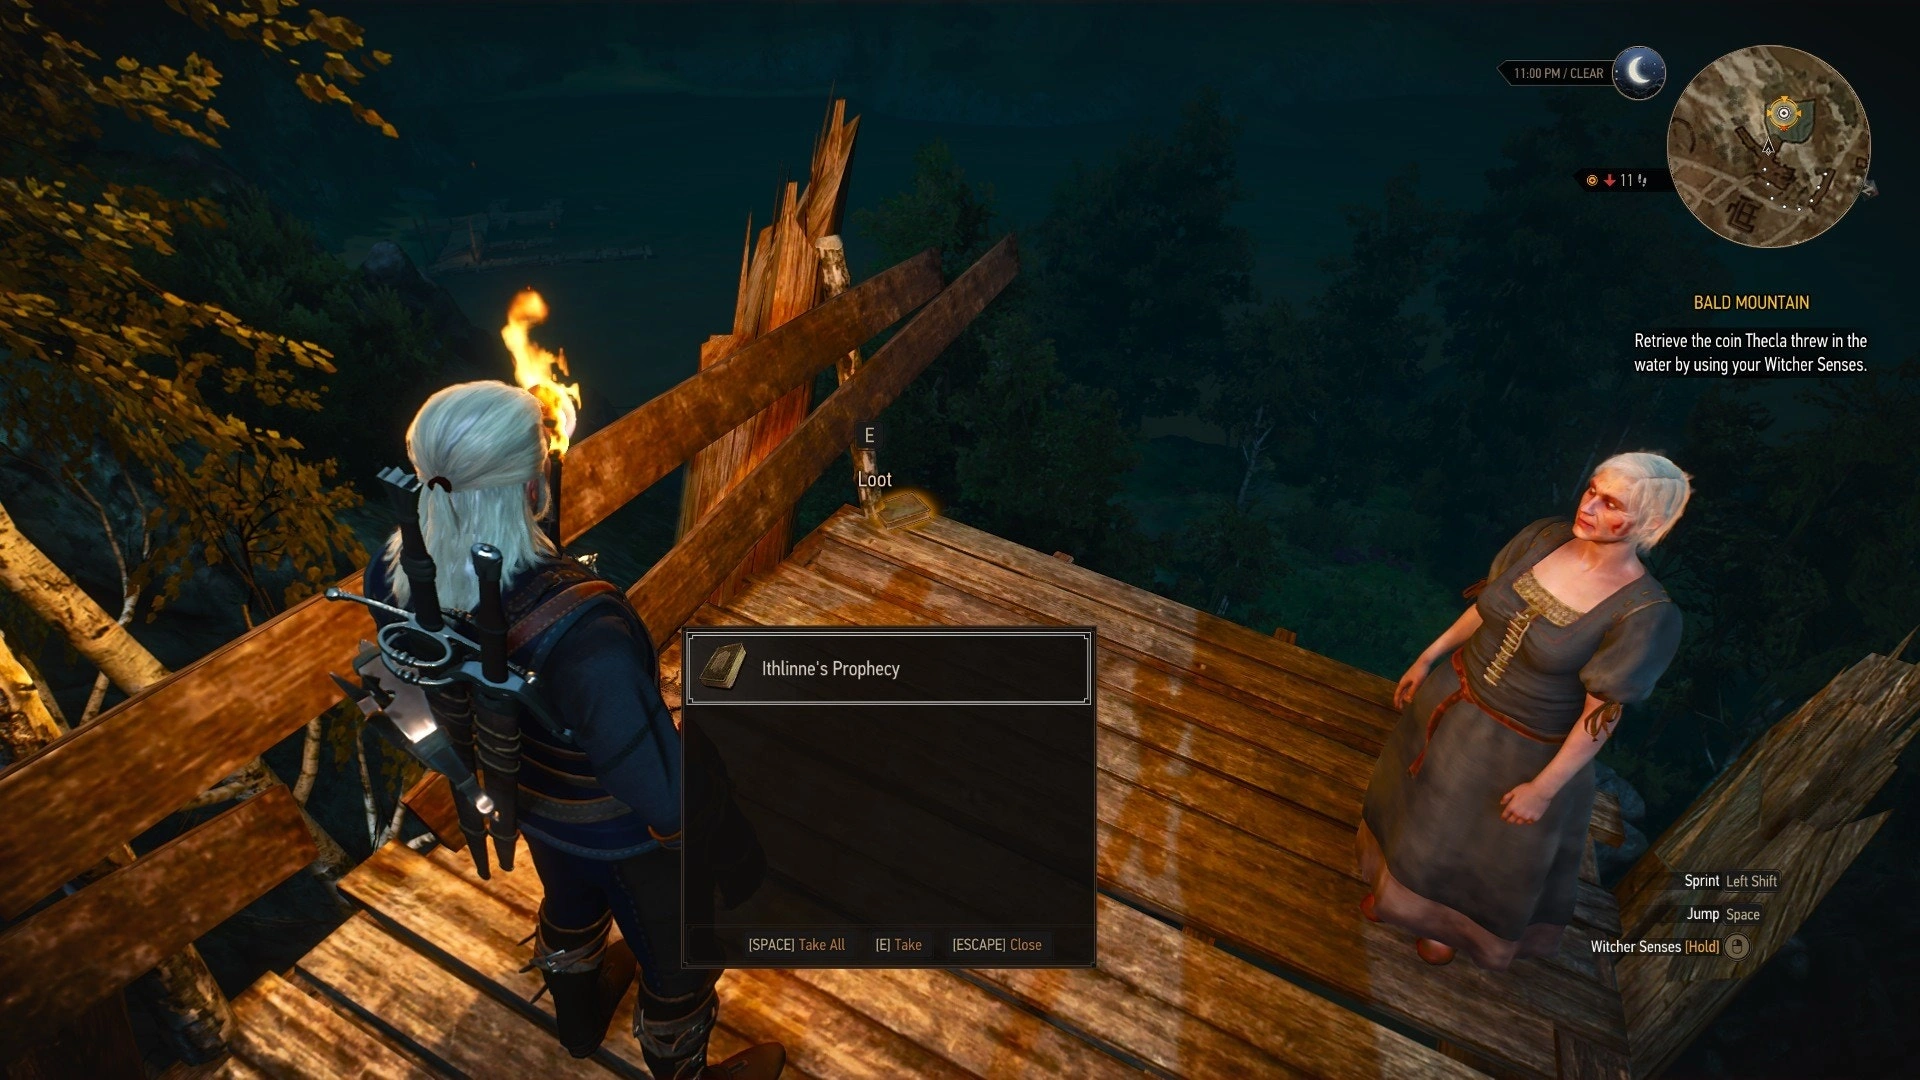 11:00 PM / CLEAR
11
BALD MOUNTAIN
Retrieve the coin Thecla threw in the
water by using your Witcher Senses.
E
Loot
Ithlinne's Prophecy
[SPACE] Take All [E] Take [ESCAPE] Close
Sprint Left Shift
Jump Space
Witcher Senses [Hold]